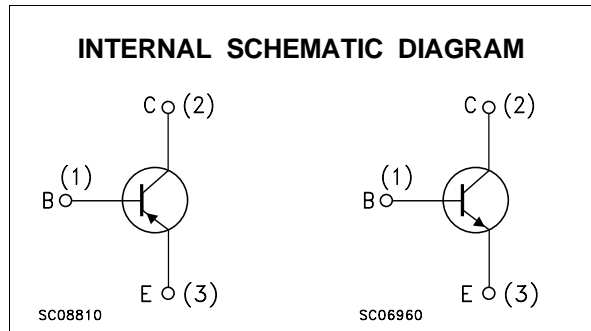 INTERNAL SCHEMATIC DIAGRAM
C (2)
(1)
B
E (3)
SC08810
C (2)
(1)
B
E (3)
SC06960